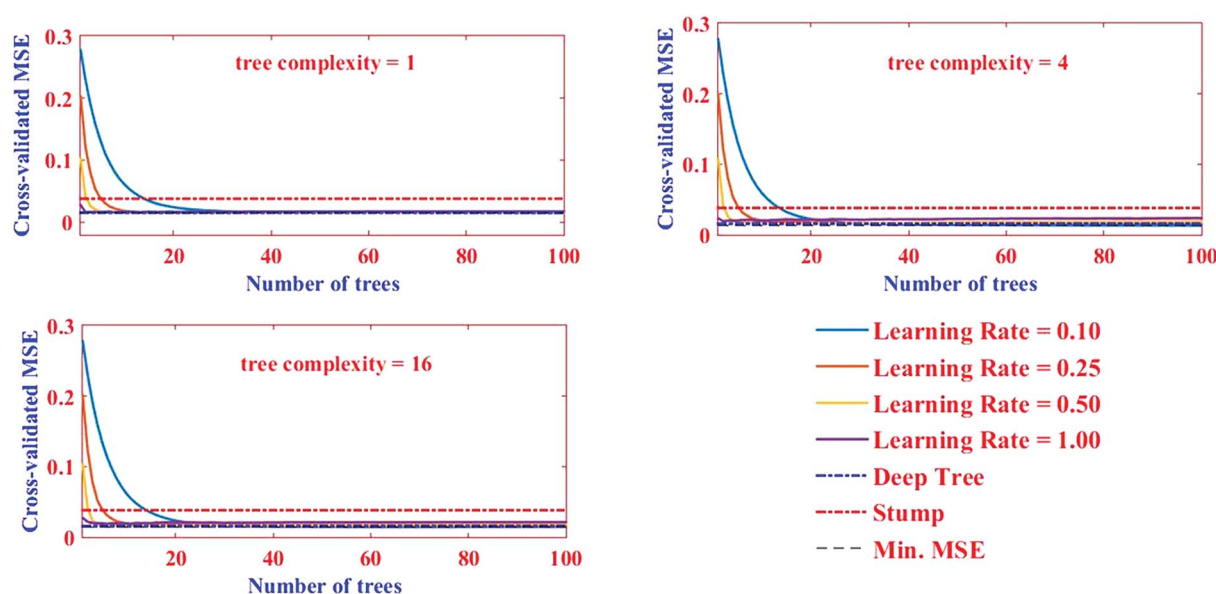 Cross-validated MSE
0.3
0.2
0.1
0
tree complexity = 1
20
40
60
80
100
Number of trees
Cross-validated MSE
0.3
0.2
0.1
0
tree complexity = 4
20
40
60
80
100
Number of trees
Cross-validated MSE
0.3
0.2
0.1
0
tree complexity = 16
20
40
60
80
100
Number of trees
Learning Rate = 0.10
Learning Rate = 0.25
Learning Rate = 0.50
Learning Rate = 1.00
Deep Tree
Stump
Min. MSE